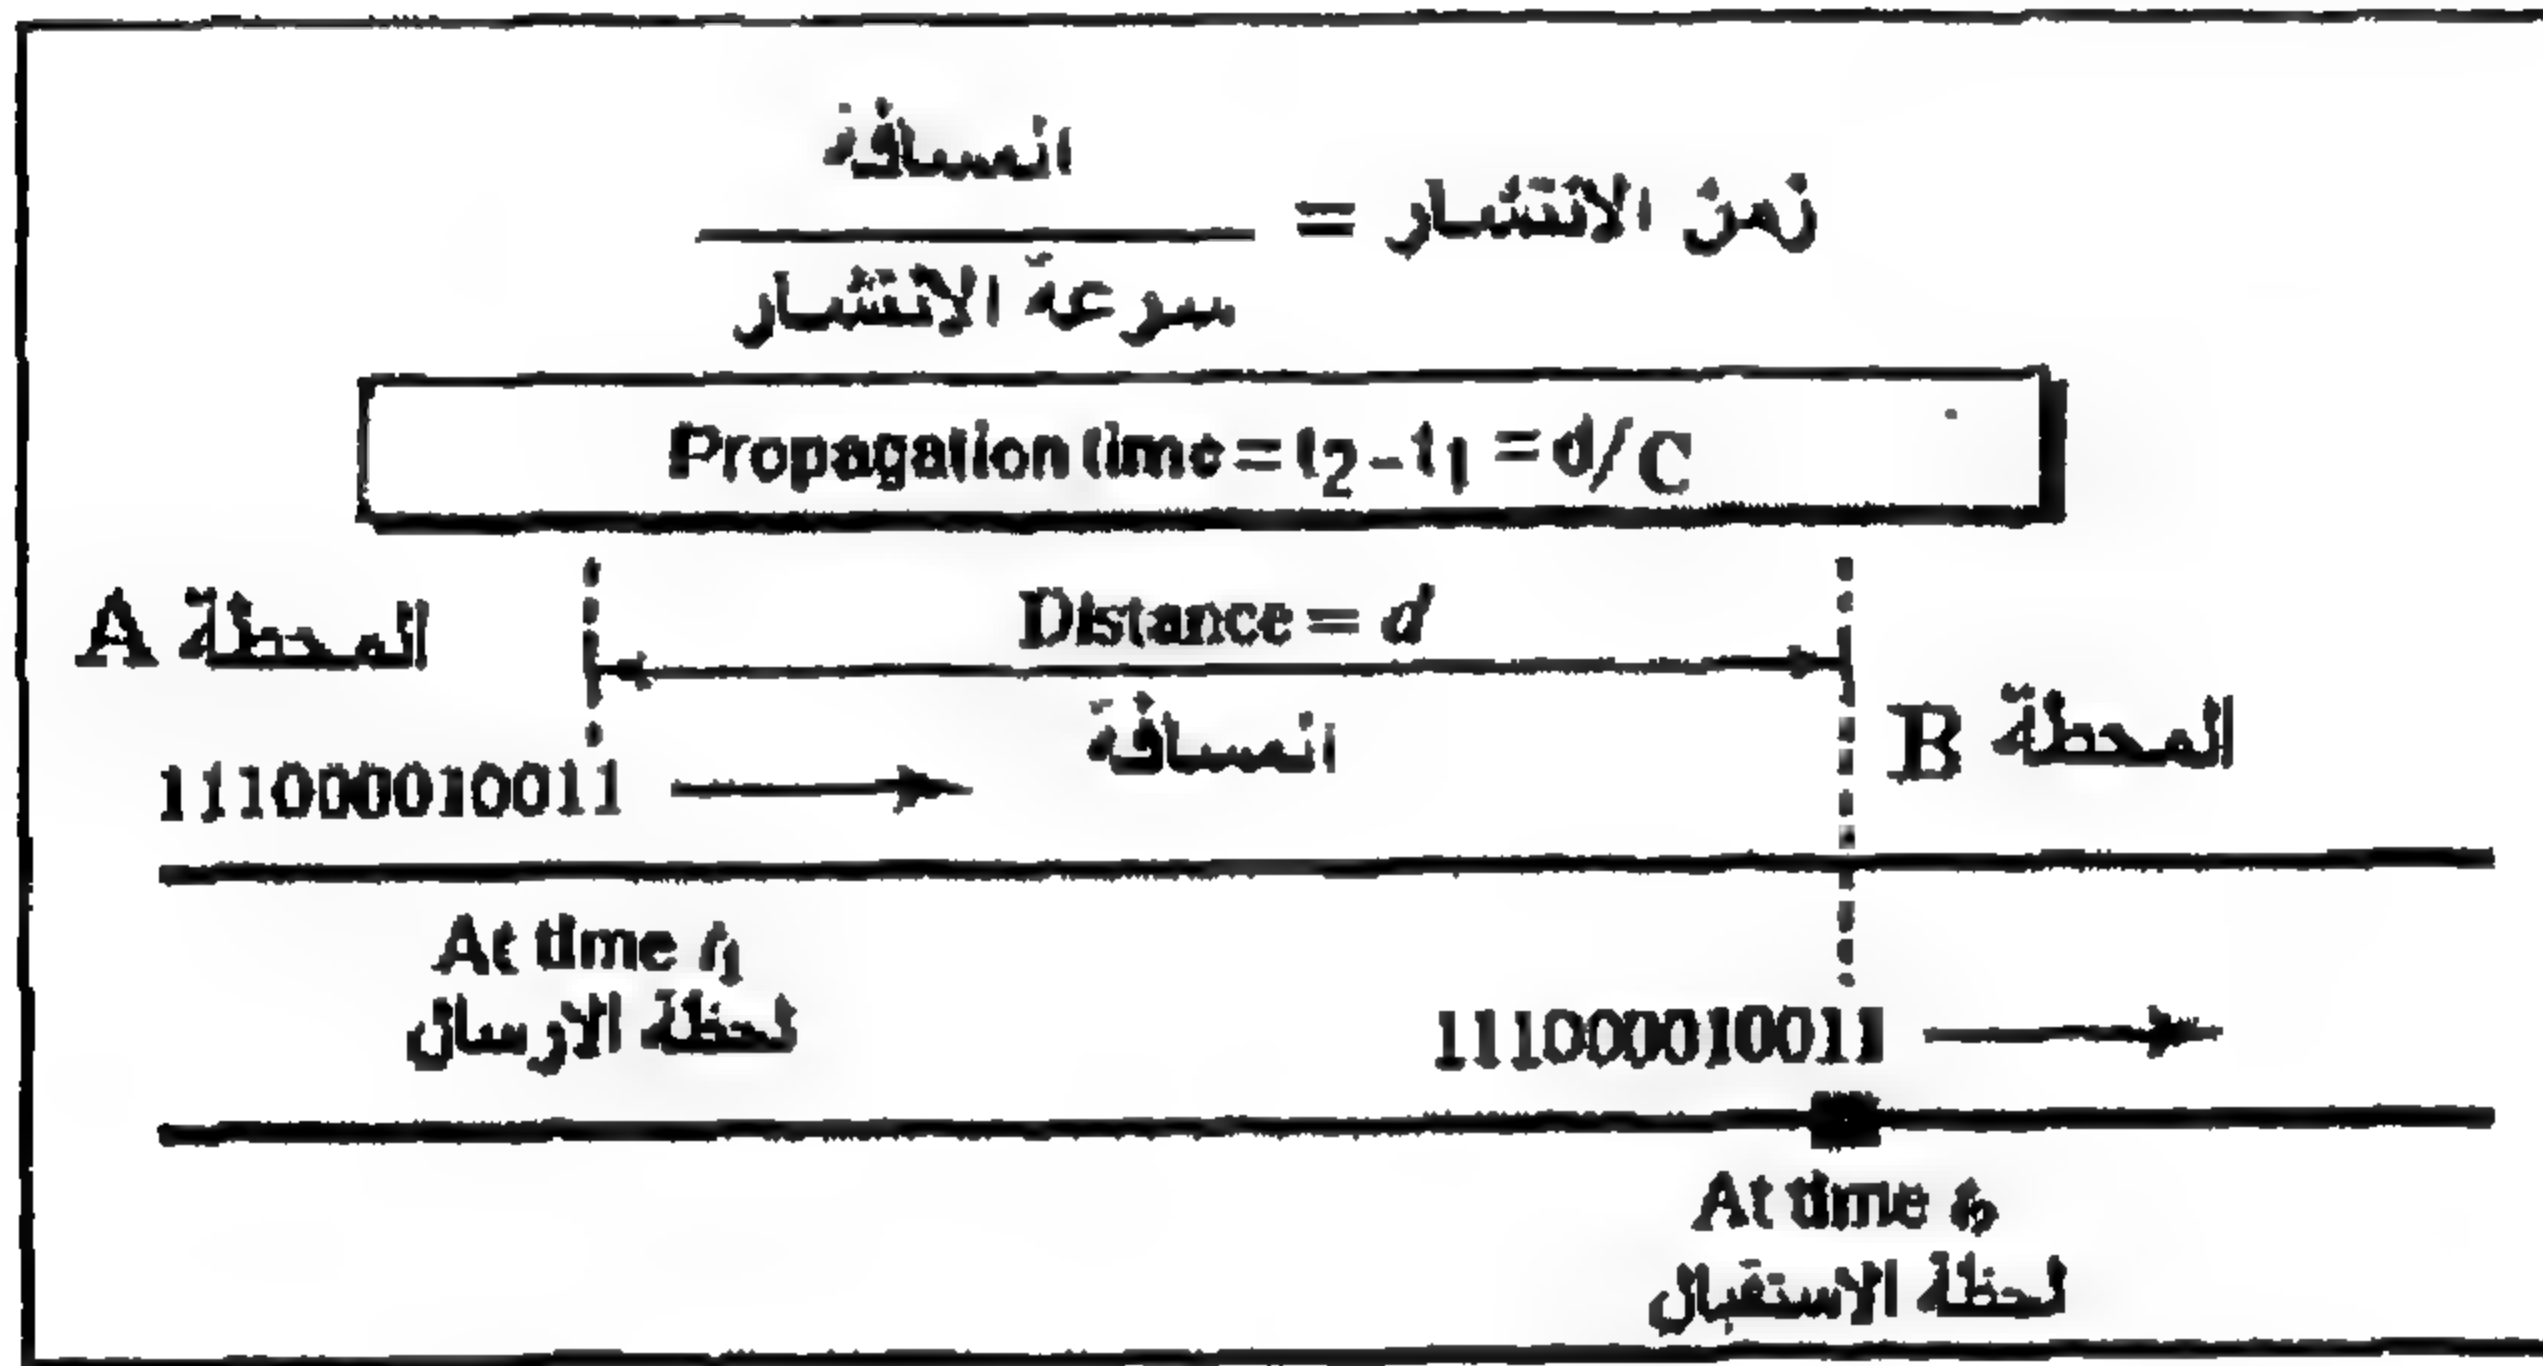 المسافة
زمن الانتشار =
سرعة الانتشار
Propagation time = t2 - t1 = d/C
المحطة A
Distance = d
المسافة
المحطة B
111000010011
At time t1
لحظة الارسال
111000010011
At time t2
لحظة الاستقبال